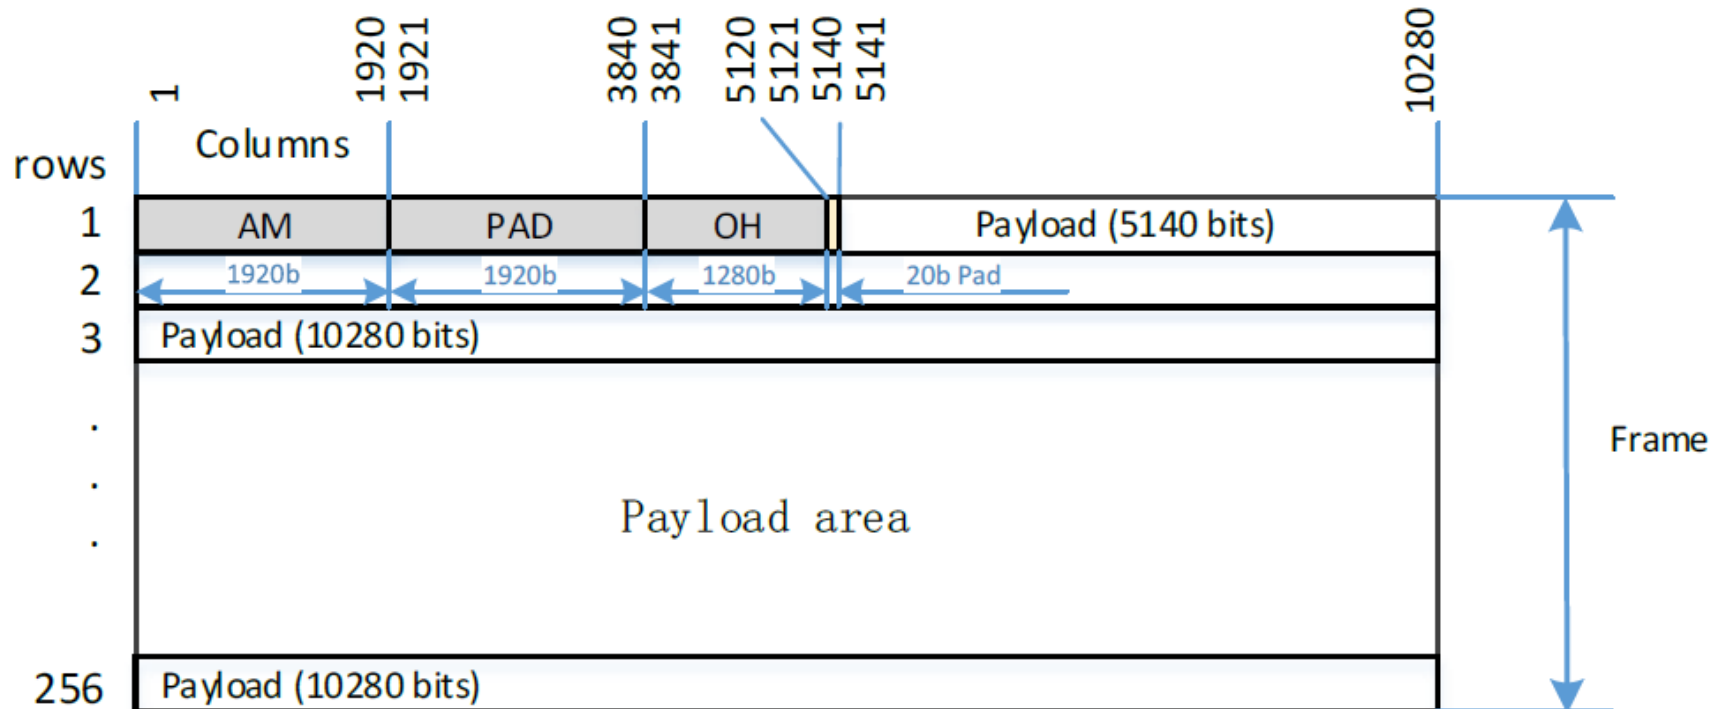 1
1920
1921
3840
3841
5120
5121
5140
5141
10280
Columns
rows
1
AM
PAD
OH
Payload (5140 bits)
2
1920b
1920b
1280b
20b Pad
3
Payload (10280 bits)
.
.
.
Frame
Payload area
256
Payload (10280 bits)